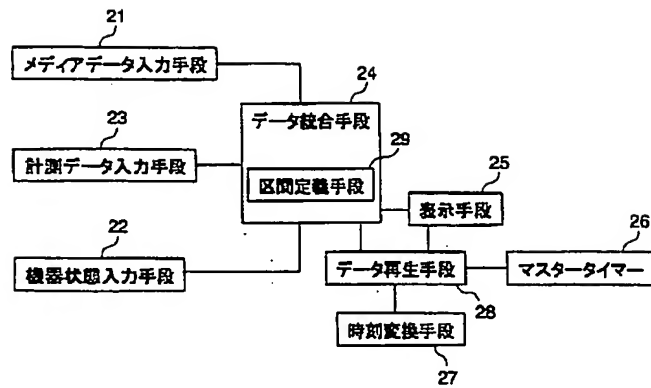 21
メディアデータ入力手段
24
23
データ統合手段
29
計測データ入力手段
区間定義手段
25
22
表示手段
26
機器状態入力手段
データ再生手段
マスタータイマー
28
時刻変換手段
27